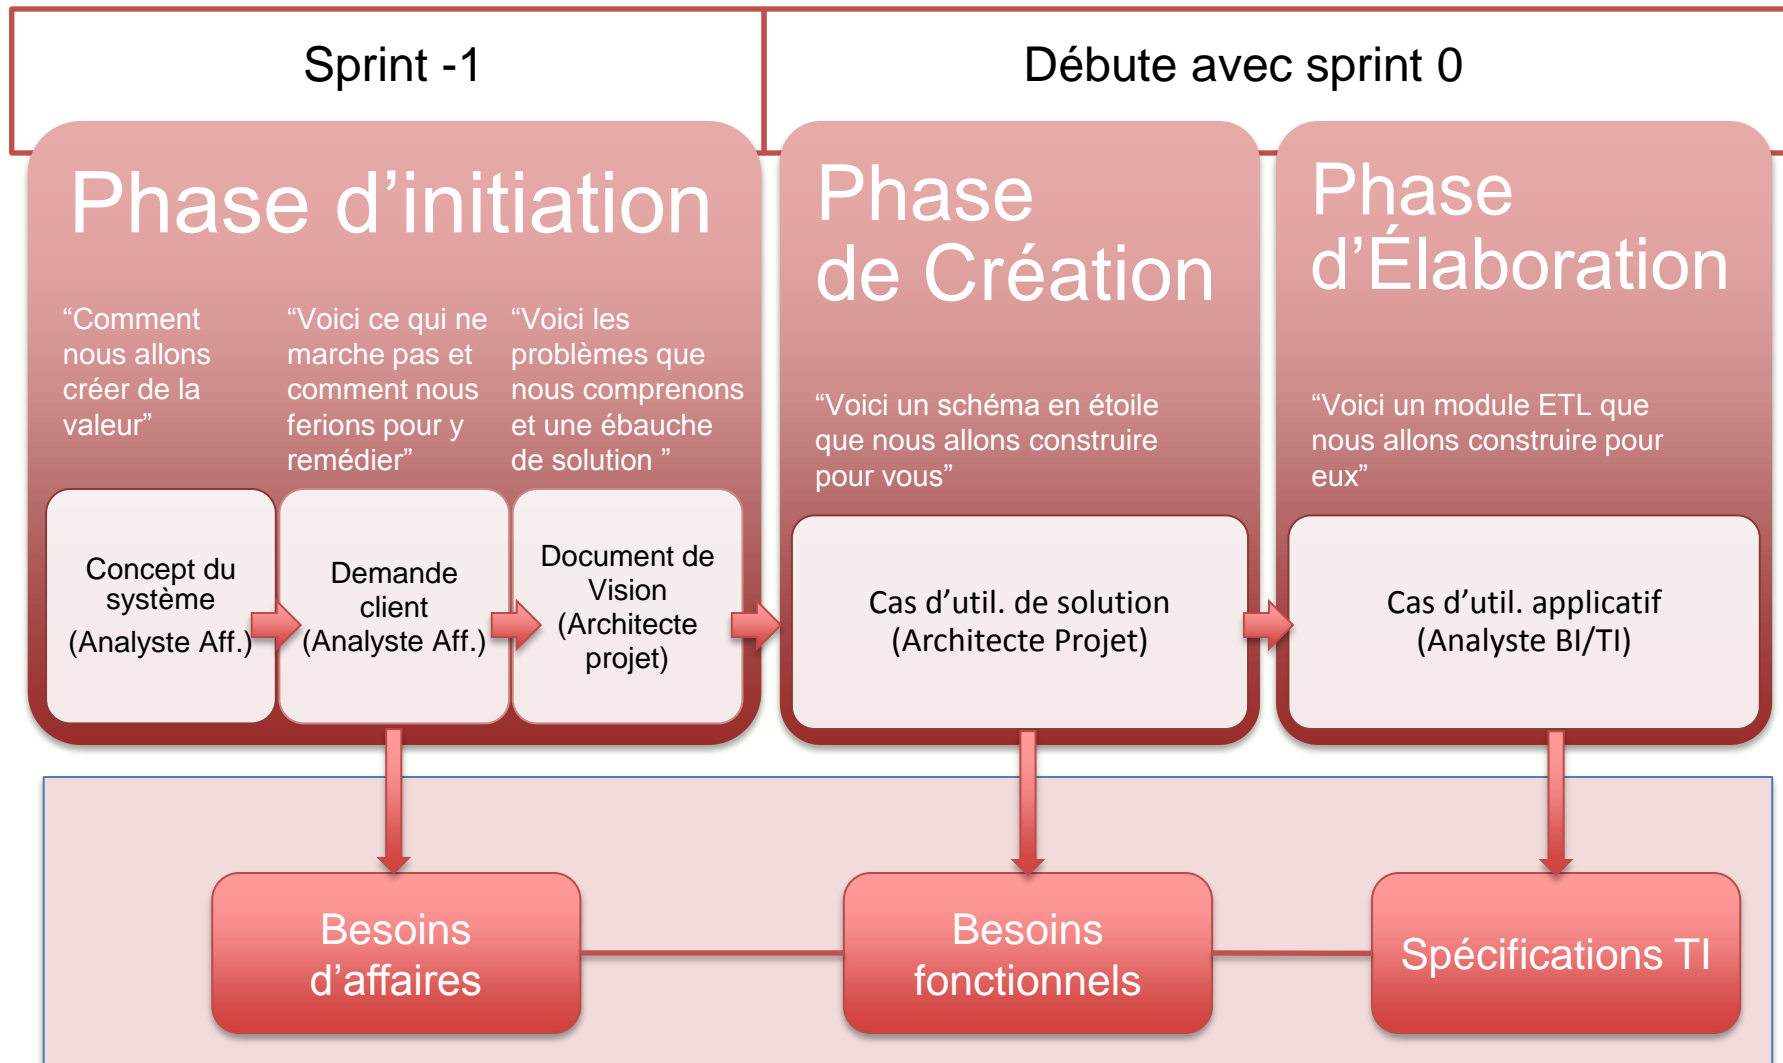 Sprint -1
Débute avec sprint 0
Phase d’initiation
“Comment
nous allons
créer de la
valeur”
“Voici ce qui ne
marche pas et
comment nous
ferions pour y
remédier”
“Voici les
problèmes que
nous comprenons
et une ébauche
de solution ”
Concept du
système
(Analyste Aff.)
Demande
client
(Analyste Aff.)
Document de
Vision
(Architecte
projet)
Phase
de Création
“Voici un schéma en étoile
que nous allons construire
pour vous”
Cas d’util. de solution
(Architecte Projet)
Phase
d’Élaboration
“Voici un module ETL que
nous allons construire pour
eux”
Cas d’util. applicatif
(Analyste BI/TI)
Besoins
d’affaires
Besoins
fonctionnels
Spécifications TI